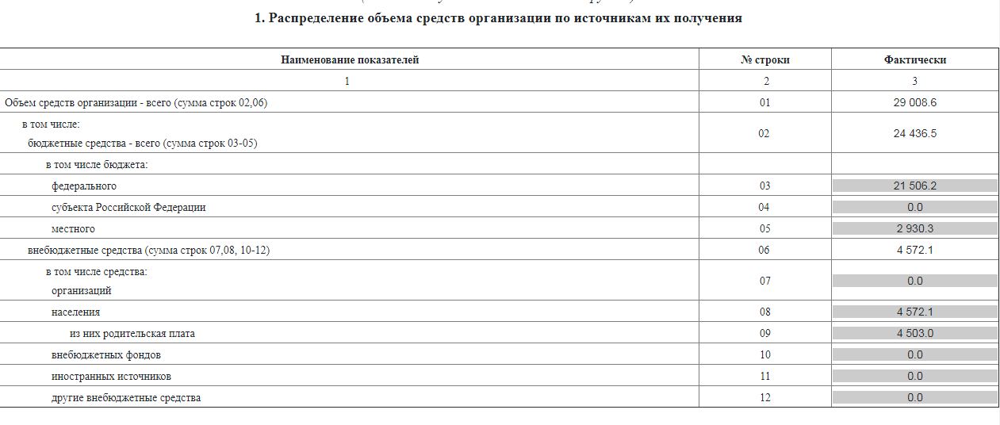 1. Распределение объема средств организации по источникам их получения
Наименование показателей № строки Фактически
1 2 3
Объем средств организации - всего (сумма строк 02,06) 01 29 008.6
в том числе:
бюджетные средства - всего (сумма строк 03-05) 02 24 436.5
в том числе бюджета:
федерального 03 21 506.2
субъекта Российской Федерации 04 0.0
местного 05 2 930.3
внебюджетные средства (сумма строк 07,08, 10-12) 06 4 572.1
в том числе средства:
организаций 07 0.0
населения 08 4 572.1
из них родительская плата 09 4 503.0
внебюджетных фондов 10 0.0
иностранных источников 11 0.0
другие внебюджетные средства 12 0.0